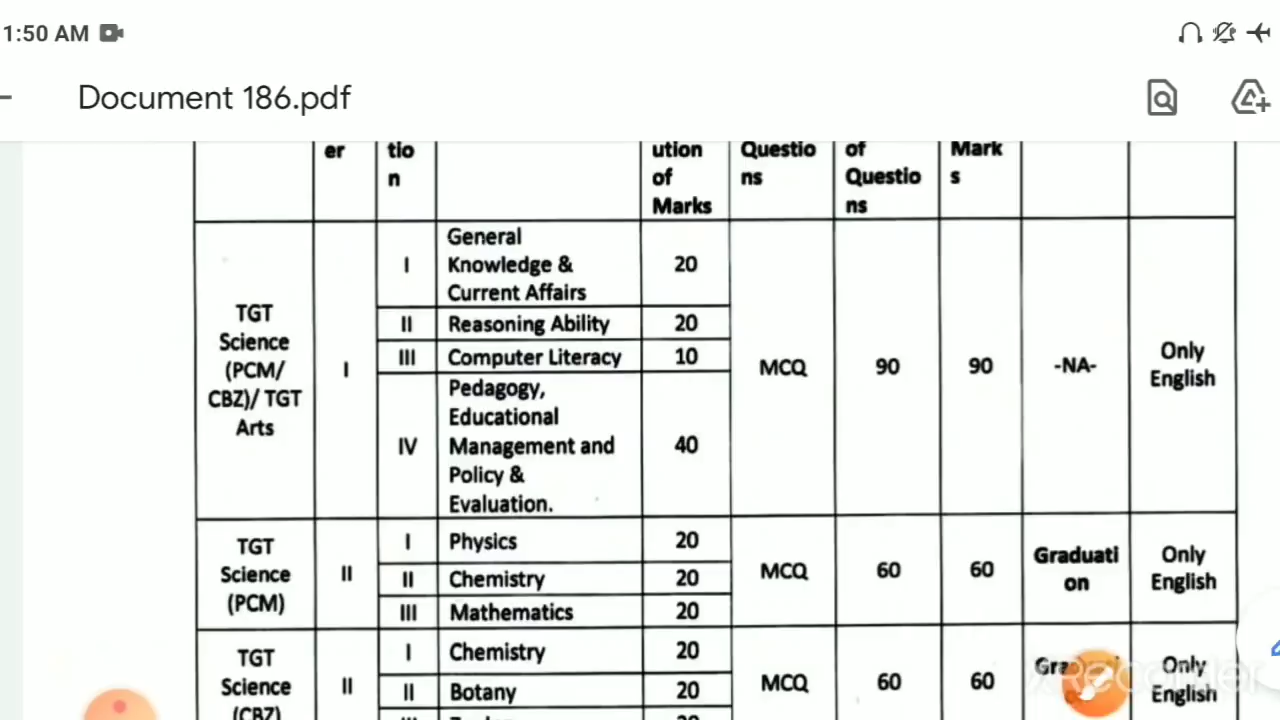 1:50 AM
Document 186.pdf
er
tio
n
ution
of
Marks
Questio
ns
of
Questio
ns
Mark
s
TGT
Science
(PCM/
CBZ)/ TGT
Arts
I
I
General
Knowledge &
Current Affairs
20
II
Reasoning Ability
20
III
Computer Literacy
10
IV
Pedagogy,
Educational
Management and
Policy &
Evaluation.
40
MCQ
90
90
-NA-
Only
English
TGT
Science
(PCM)
II
I
Physics
20
II
Chemistry
20
III
Mathematics
20
MCQ
60
60
Graduati
on
Only
English
TGT
Science
(CBZ)
II
I
Chemistry
20
II
Botany
20
MCQ
60
60
Only
English
XRecorder